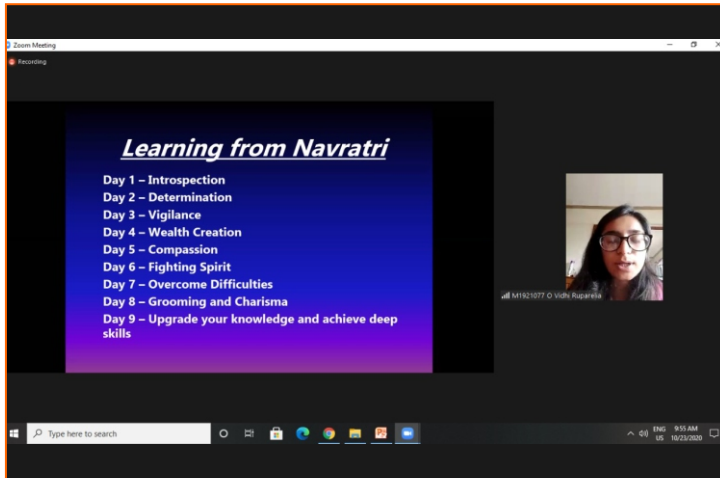 Zoom Meeting
Recording
Learning from Navratri
Day 1 – Introspection
Day 2 – Determination
Day 3 – Vigilance
Day 4 – Wealth Creation
Day 5 – Compassion
Day 6 – Fighting Spirit
Day 7 – Overcome Difficulties
Day 8 – Grooming and Charisma
Day 9 – Upgrade your knowledge and achieve deep
skills
M1921077 O Vidhi Ruparelia
Type here to search
ENG 9:55 AM
US 10/23/2020